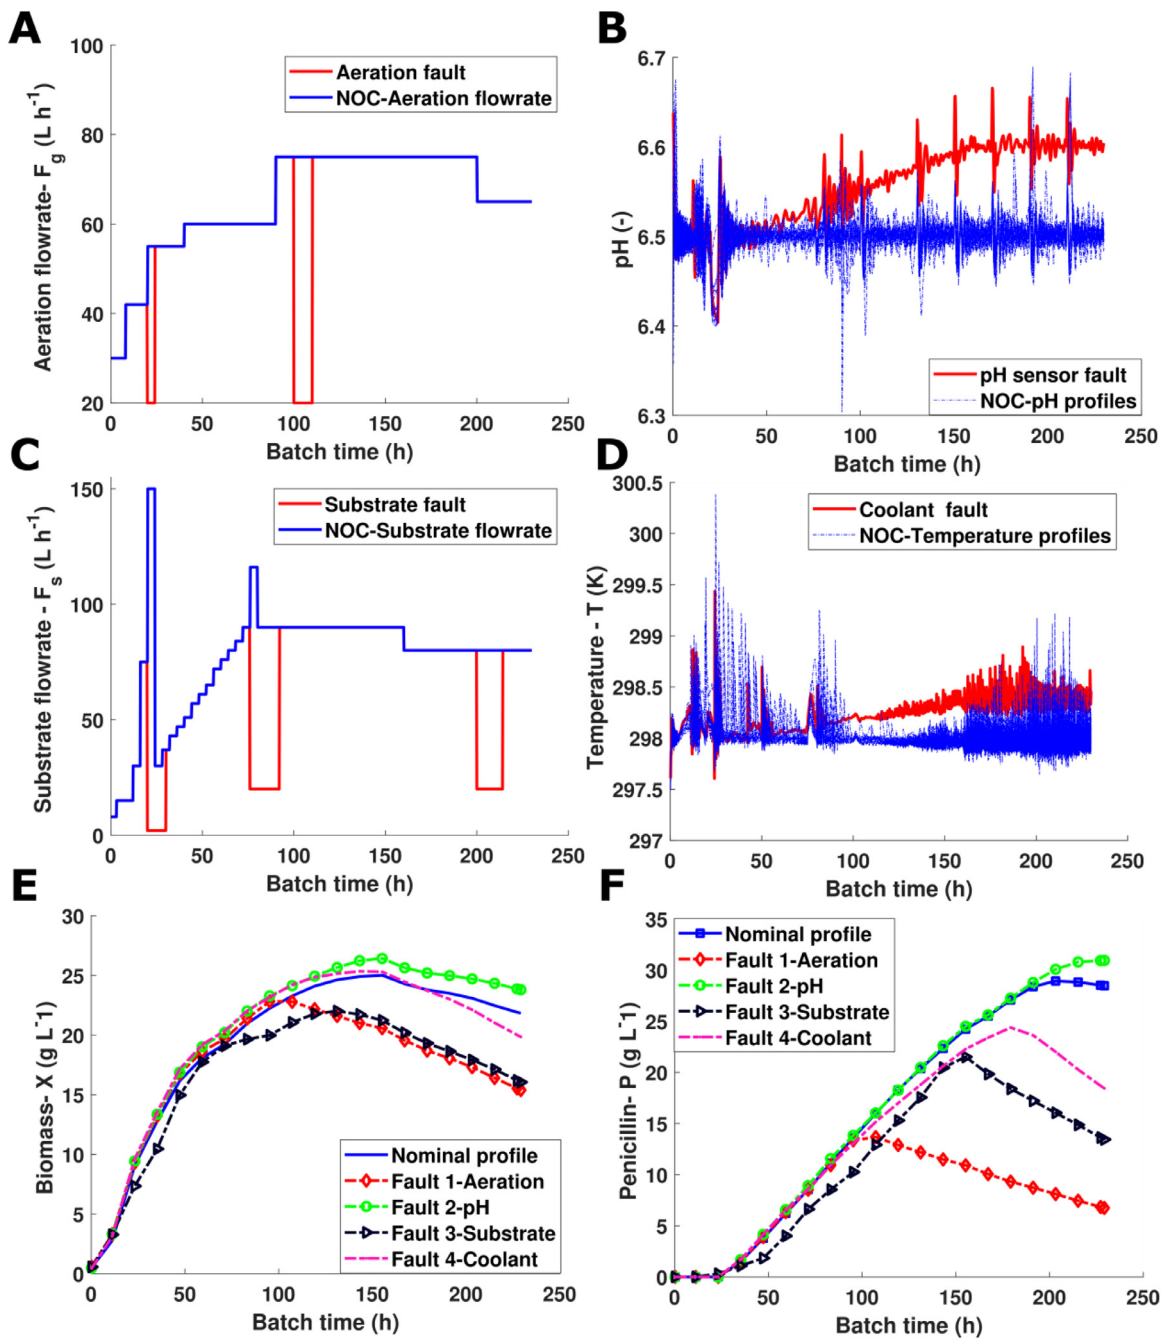 A
100
80
60
40
20
0 50 100 150 200 250
Aeration flowrate- F_g (L h⁻¹)
Batch time (h)
Aeration fault
NOC-Aeration flowrate
B
6.7
6.6
6.5
6.4
6.3
0 50 100 150 200 250
pH (-)
Batch time (h)
pH sensor fault
NOC-pH profiles
C
150
100
50
0
0 50 100 150 200 250
Substrate flowrate - F_s (L h⁻¹)
Batch time (h)
Substrate fault
NOC-Substrate flowrate
D
300.5
300
299.5
299
298.5
298
297.5
297
0 50 100 150 200 250
Temperature - T (K)
Batch time (h)
Coolant fault
NOC-Temperature profiles
E
30
25
20
15
10
5
0
0 50 100 150 200 250
Biomass- X (g L⁻1)
Batch time (h)
Nominal profile
Fault 1-Aeration
Fault 2-pH
Fault 3-Substrate
Fault 4-Coolant
F
35
30
25
20
15
10
5
0
0 50 100 150 200 250
Penicillin- P (g L⁻1)
Batch time (h)
Nominal profile
Fault 1-Aeration
Fault 2-pH
Fault 3-Substrate
Fault 4-Coolant